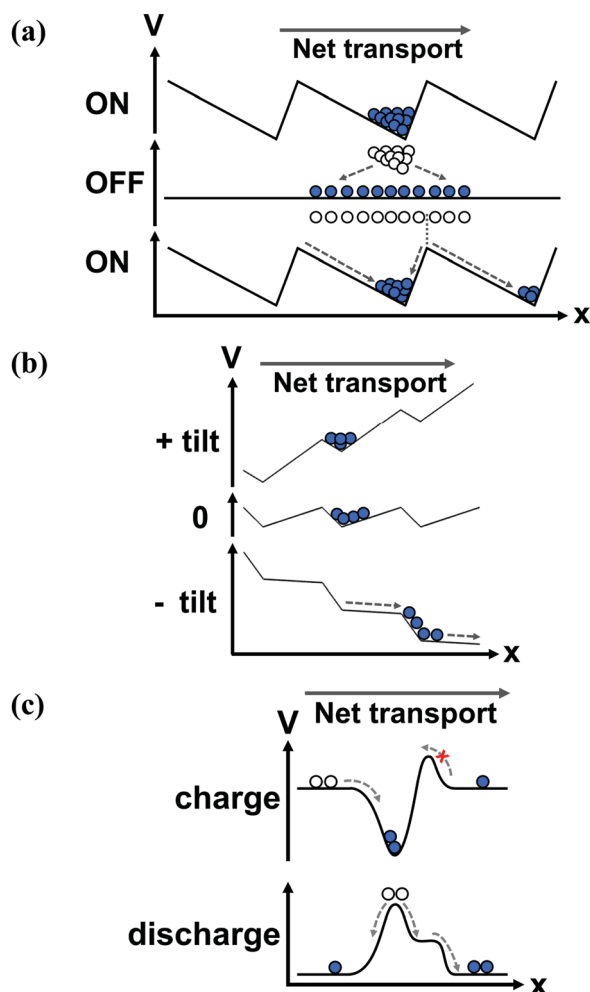 (a)
V
Net transport
ON
OFF
ON
x
(b)
V
Net transport
+ tilt
0
- tilt
x
(c)
Net transport
V
charge
discharge
x